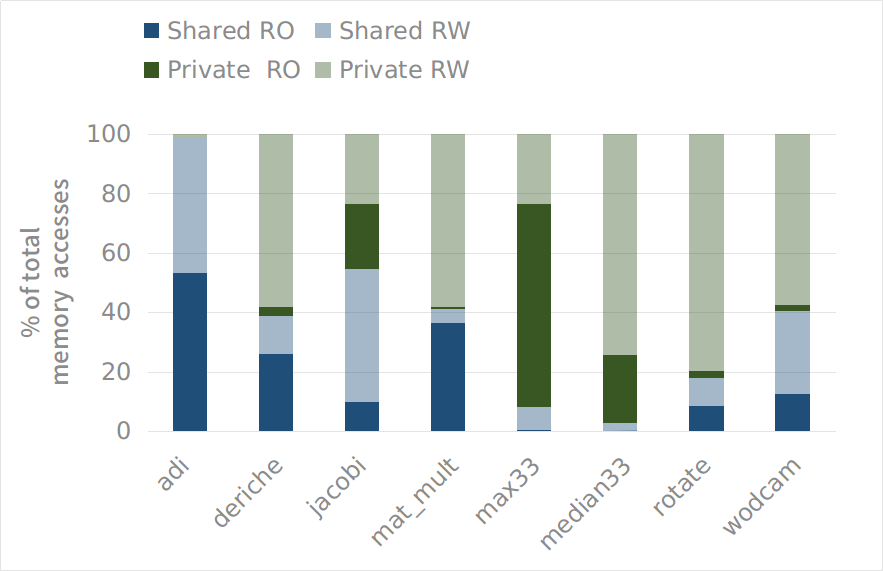 Shared RO Shared RW
Private RO Private RW
% of total
memory accesses
100
80
60
40
20
0
adi
deriche
jacobi
mat_mult
max33
median33
rotate
wodcam